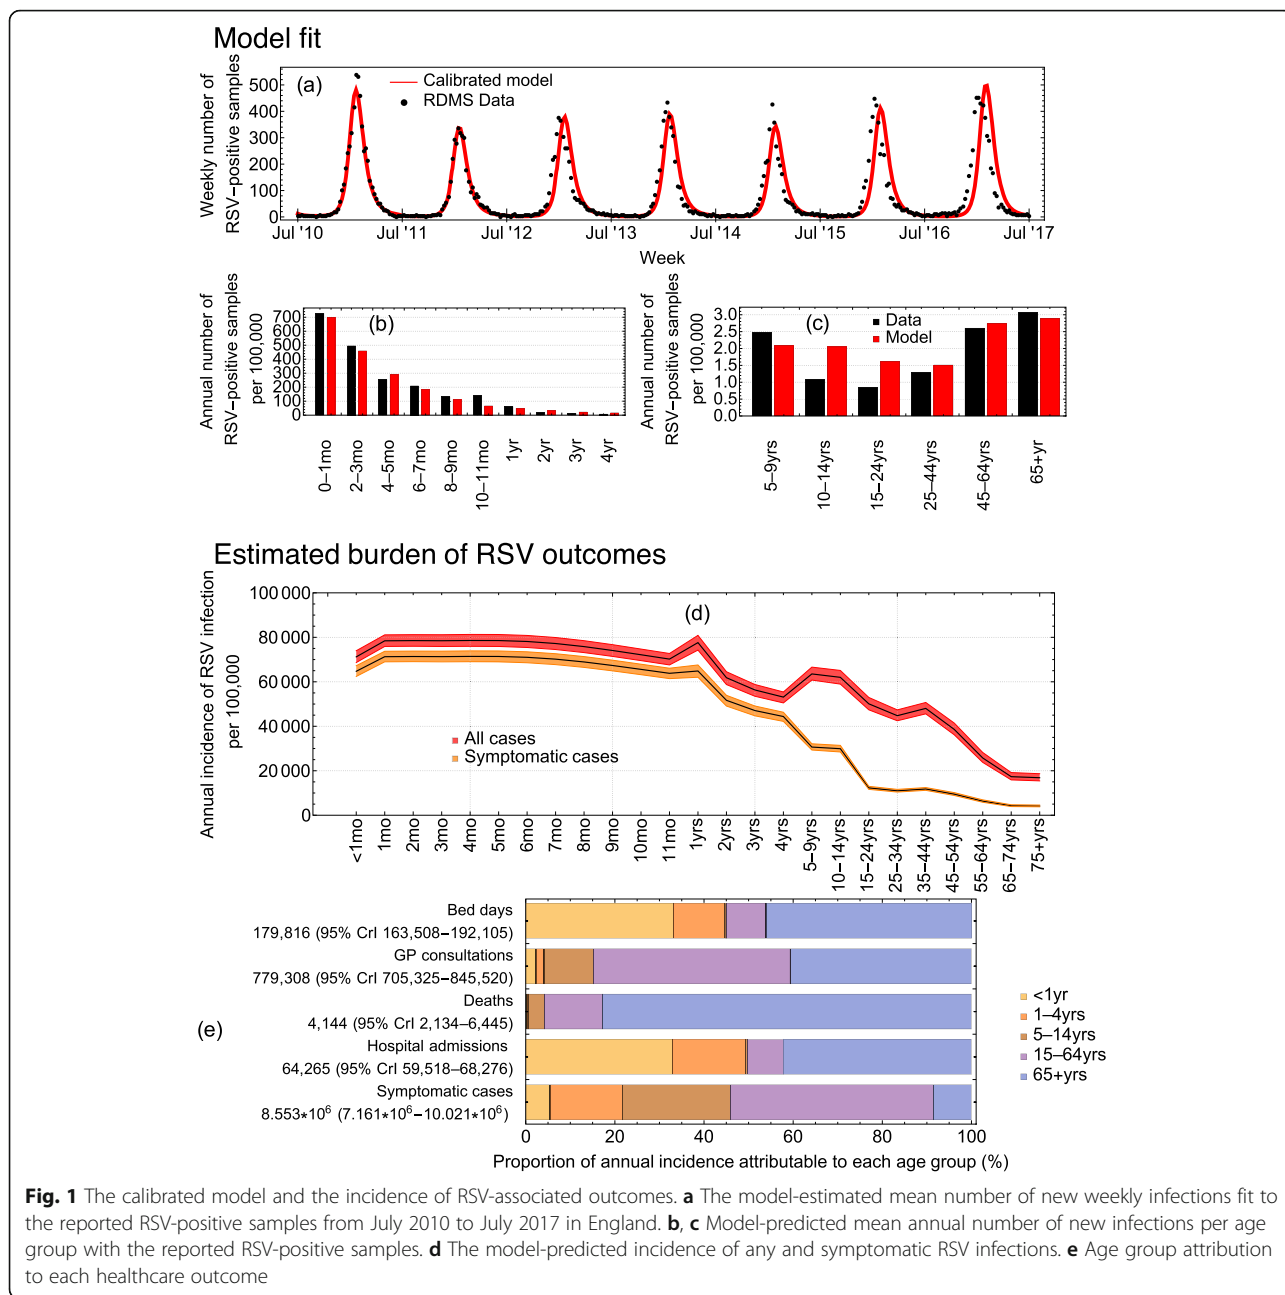 Model fit
(a)
Calibrated model
RDMS Data
Weekly number of
RSV−positive samples
500
400
300
200
100
0
Jul '10
Jul '11
Jul '12
Jul '13
Jul '14
Jul '15
Jul '16
Jul '17
Week
(b)
Annual number of
RSV−positive samples
per 100,000
700
600
500
400
300
200
100
0
0−1mo
2−3mo
4−5mo
6−7mo
8−9mo
10−11mo
1yr
2yr
3yr
4yr
(c)
Data
Model
Annual number of
RSV−positive samples
per 100,000
3.0
2.5
2.0
1.5
1.0
0.5
0.0
5−9yrs
10−14yrs
15−24yrs
25−44yrs
45−64yrs
65+yr
Estimated burden of RSV outcomes
(d)
Annual incidence of RSV infection
per 100,000
100 000
80 000
60 000
40 000
20 000
0
All cases
Symptomatic cases
<1mo
1mo
2mo
3mo
4mo
5mo
6mo
7mo
8mo
9mo
10mo
11mo
1yrs
2yrs
3yrs
4yrs
5−9yrs
10−14yrs
15−24yrs
25−34yrs
35−44yrs
45−54yrs
55−64yrs
65−74yrs
75+yrs
(e)
Bed days
179,816 (95% CrI 163,508−192,105)
GP consultations
779,308 (95% CrI 705,325−845,520)
Deaths
4,144 (95% CrI 2,134−6,445)
Hospital admissions
64,265 (95% CrI 59,518−68,276)
Symptomatic cases
8.553*10⁶ (7.161*10⁶−10.021*10⁶)
<1yr
1−4yrs
5−14yrs
15−64yrs
65+yrs
0
20
40
60
80
100
Proportion of annual incidence attributable to each age group (%)
Fig. 1 The calibrated model and the incidence of RSV-associated outcomes. a The model-estimated mean number of new weekly infections fit to
the reported RSV-positive samples from July 2010 to July 2017 in England. b, c Model-predicted mean annual number of new infections per age
group with the reported RSV-positive samples. d The model-predicted incidence of any and symptomatic RSV infections. e Age group attribution
to each healthcare outcome